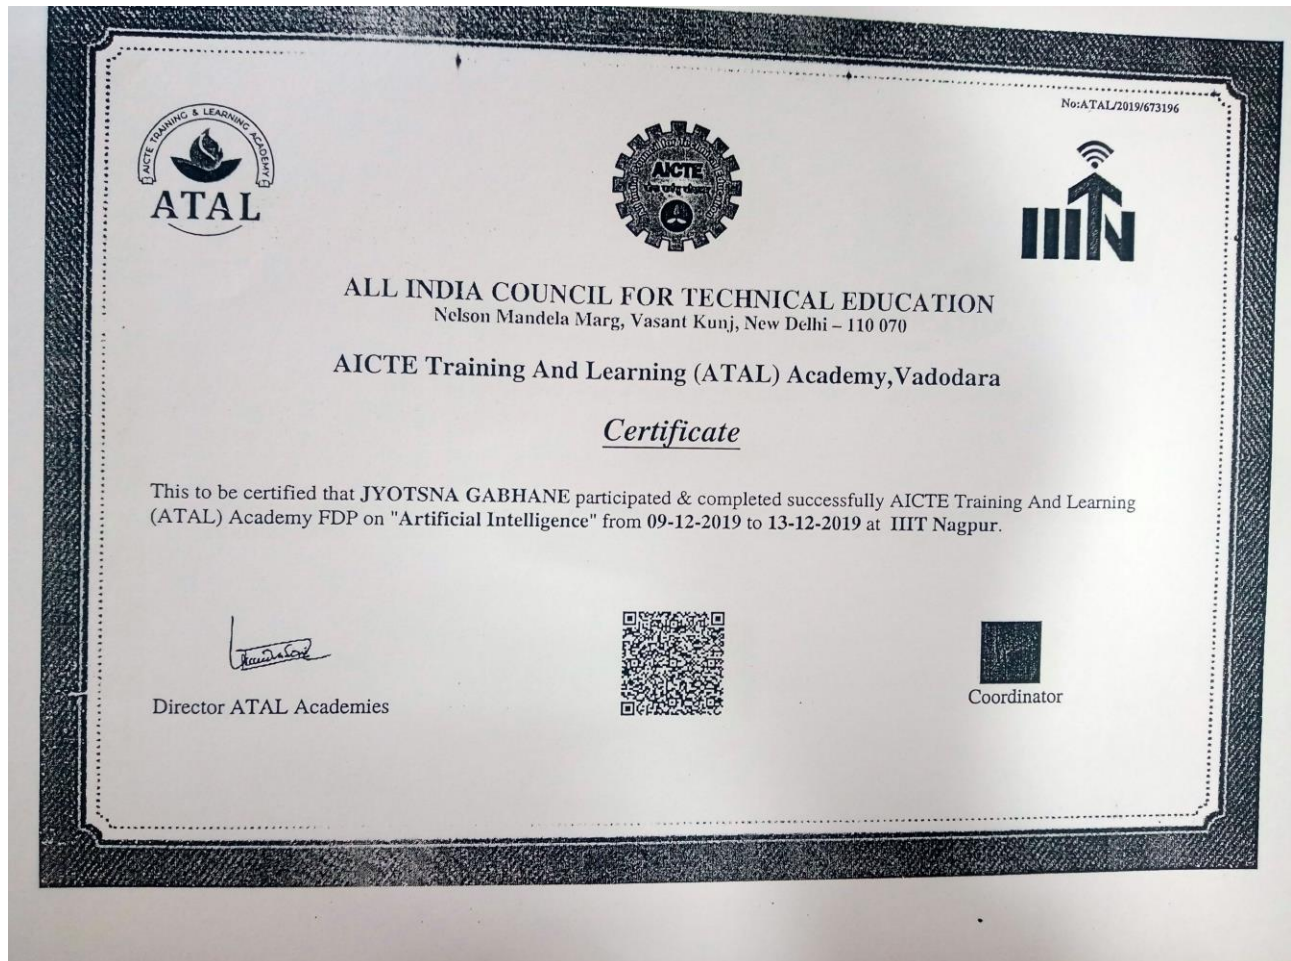 No:ATAL/2019/673196
AICTE TRAINING & LEARNING ACADEMY
ATAL
AICTE
IIITN
ALL INDIA COUNCIL FOR TECHNICAL EDUCATION
Nelson Mandela Marg, Vasant Kunj, New Delhi – 110 070
AICTE Training And Learning (ATAL) Academy,Vadodara
Certificate
This to be certified that JYOTSNA GABHANE participated & completed successfully AICTE Training And Learning
(ATAL) Academy FDP on "Artificial Intelligence" from 09-12-2019 to 13-12-2019 at IIIT Nagpur.
Director ATAL Academies
Coordinator